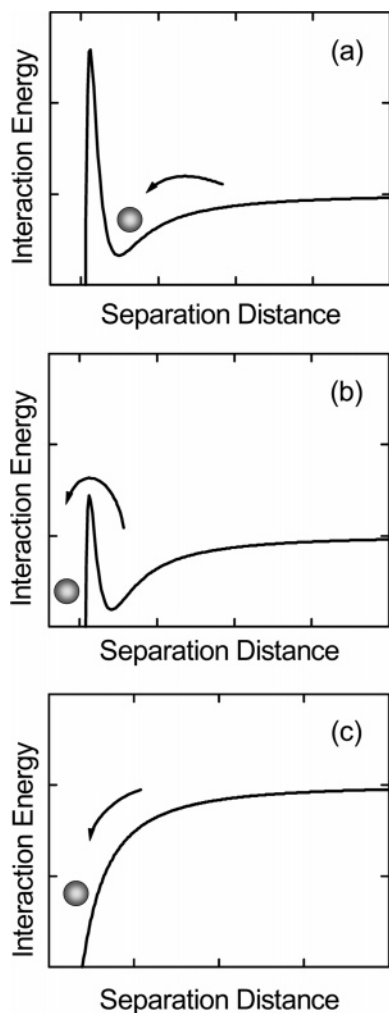 (a)
Interaction Energy
Separation Distance
(b)
Interaction Energy
Separation Distance
(c)
Interaction Energy
Separation Distance